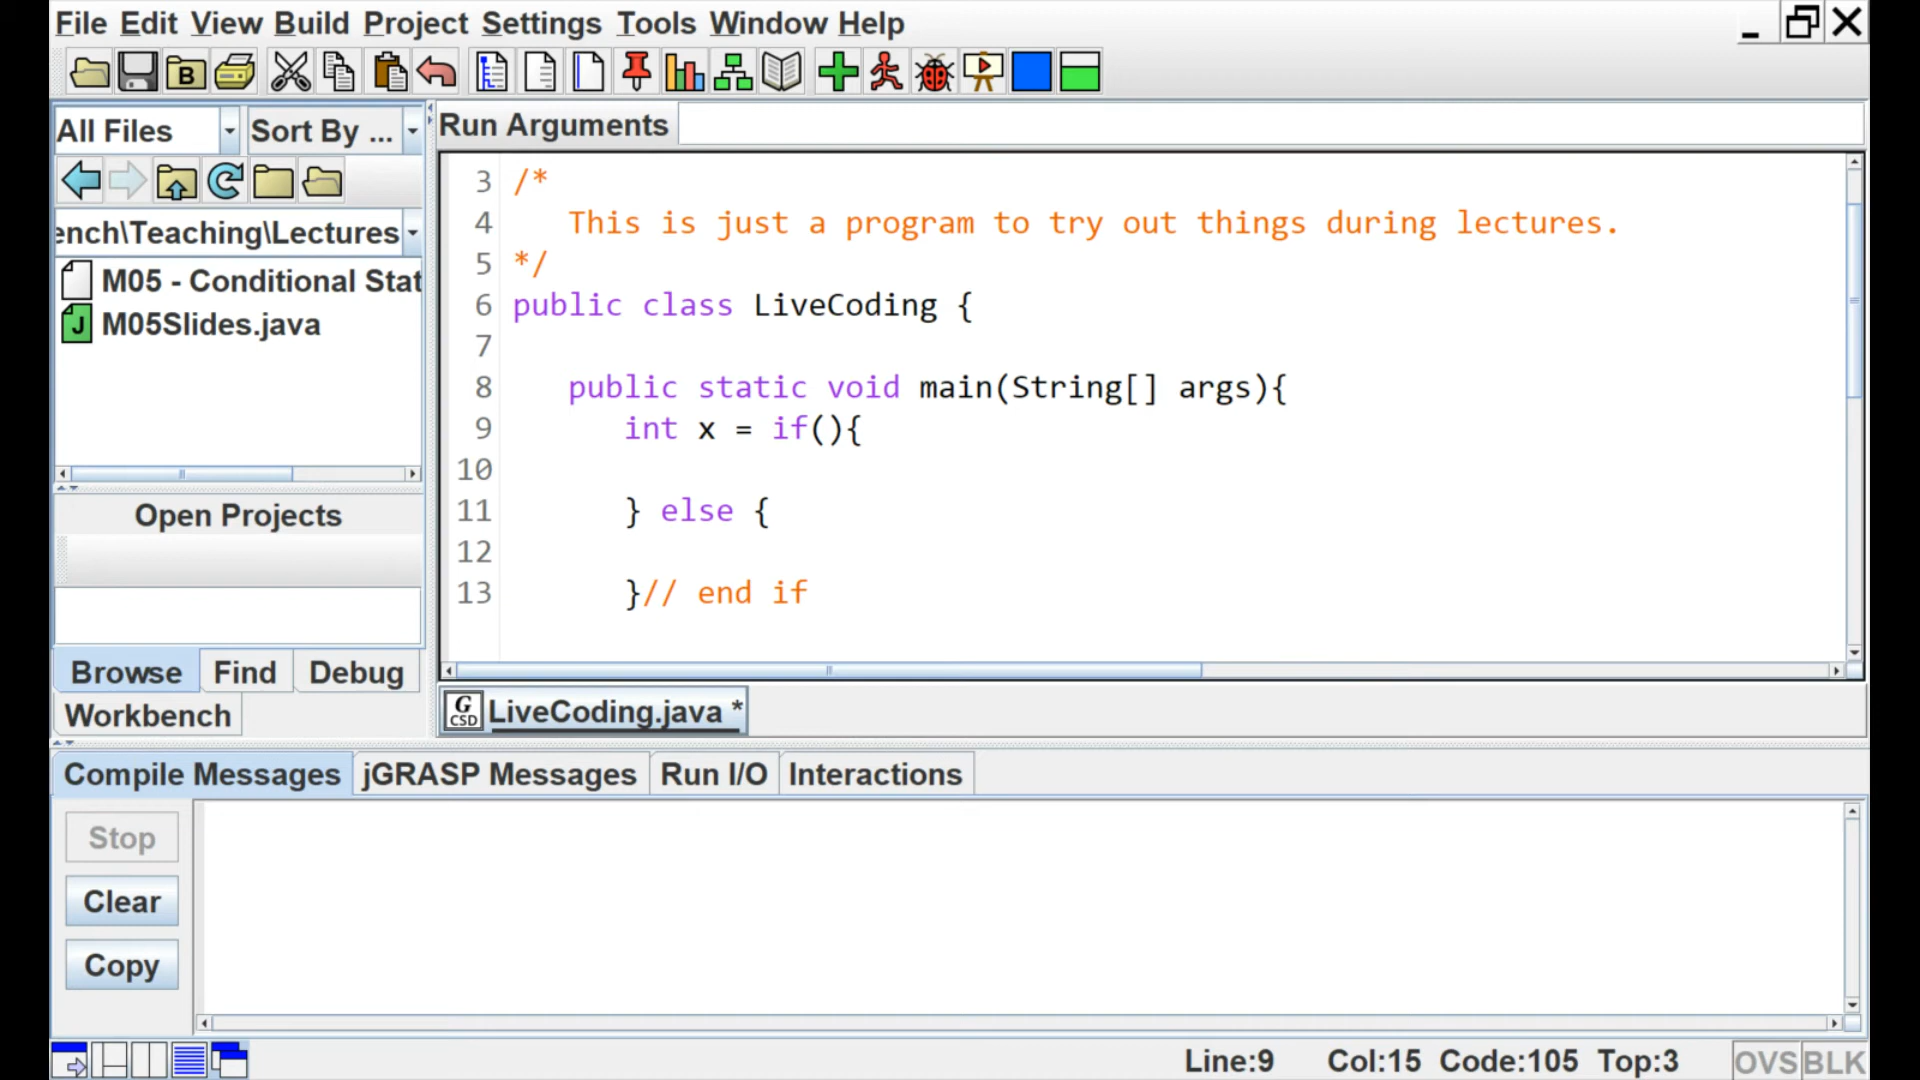 File Edit View Build Project Settings Tools Window Help
B
All Files
Sort By ...
Run Arguments
ench\Teaching\Lectures
M05 - Conditional Stat
J M05Slides.java
3 /*
4 This is just a program to try out things during lectures.
5 */
6 public class LiveCoding {
7
8 public static void main(String[] args){
9 int x = if(){
10
11 } else {
12
13 }// end if
Open Projects
Browse Find Debug
Workbench
G CSD LiveCoding.java *
Compile Messages jGRASP Messages Run I/O Interactions
Stop
Clear
Copy
Line:9 Col:15 Code:105 Top:3 OVS BLK